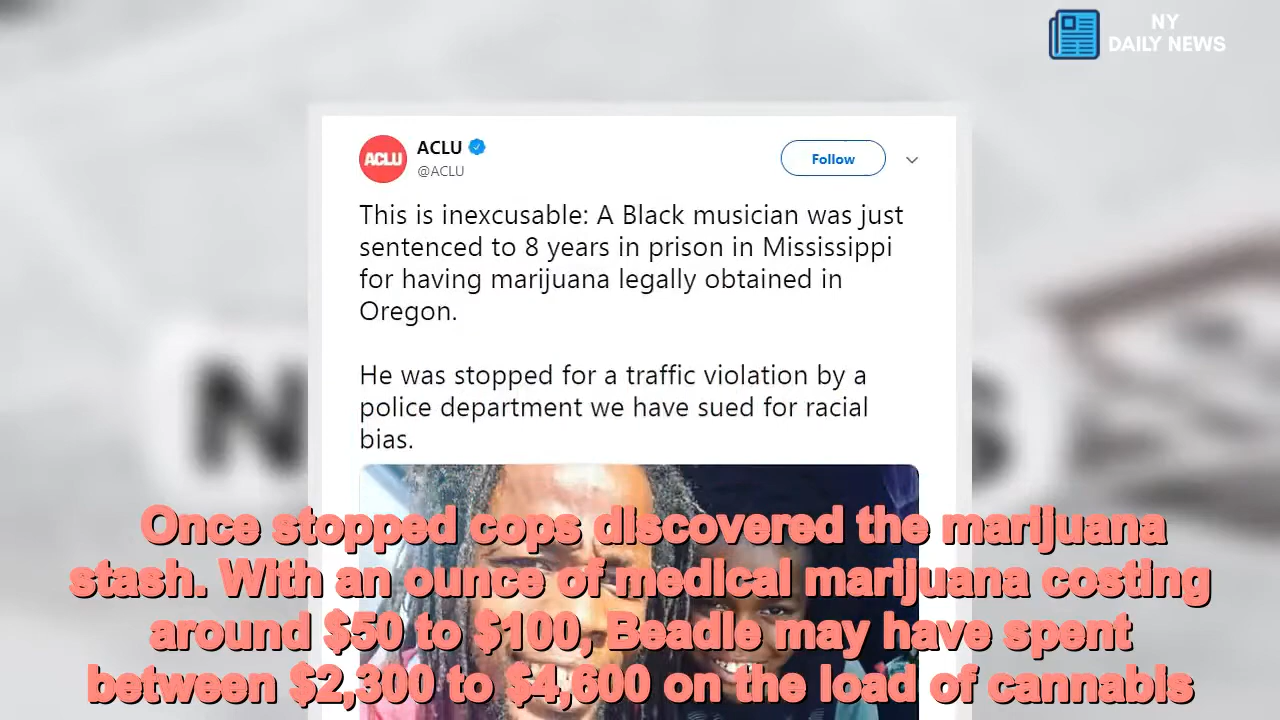 NY
DAILY NEWS
ACLU
ACLU
@ACLU
Follow
This is inexcusable: A Black musician was just
sentenced to 8 years in prison in Mississippi
for having marijuana legally obtained in
Oregon.
He was stopped for a traffic violation by a
police department we have sued for racial
bias.
Once stopped cops discovered the marijuana
stash. With an ounce of medical marijuana costing
around $50 to $100, Beadle may have spent
between $2,300 to $4,600 on the load of cannabis